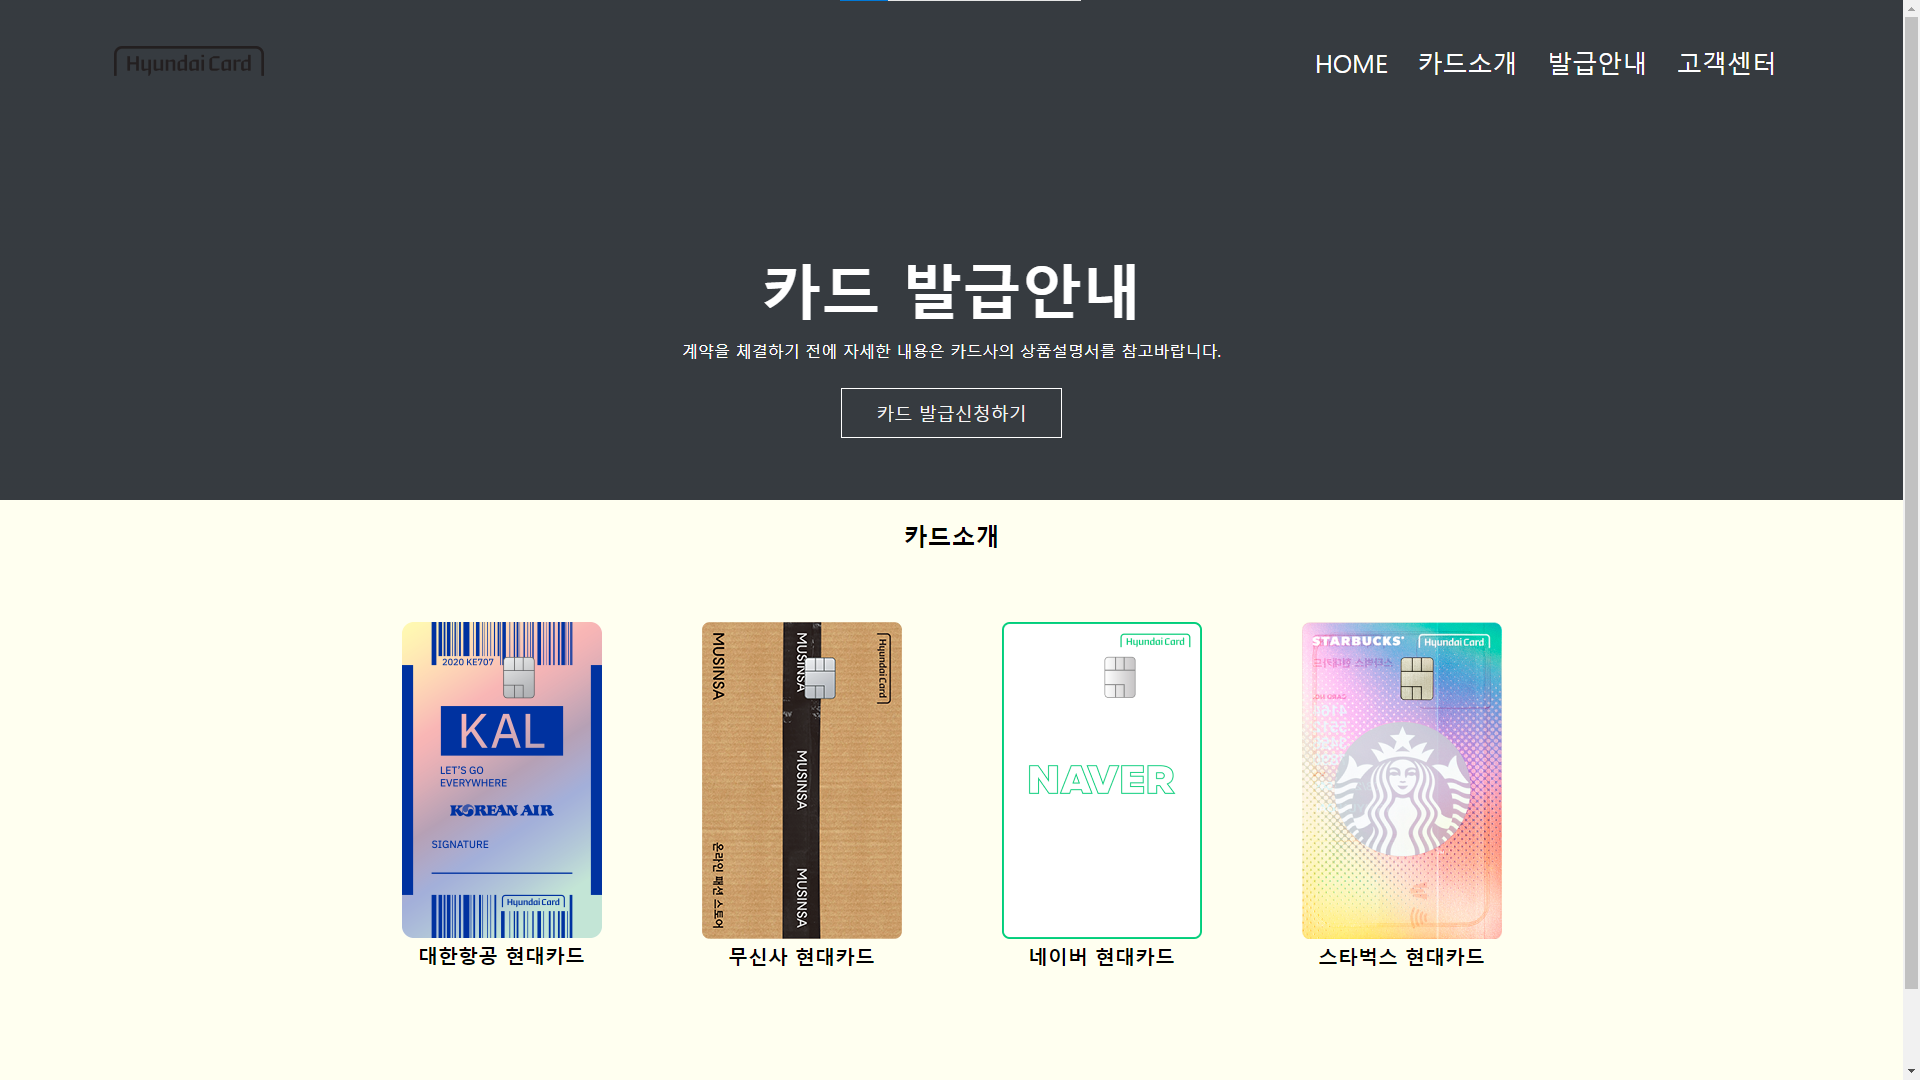 Hyundai Card
HOME 카드소개 발급안내 고객센터
카드 발급안내
계약을 체결하기 전에 자세한 내용은 카드사의 상품설명서를 참고바랍니다.
카드 발급신청하기
카드소개
2020 KE707
KAL
LET'S GO
EVERYWHERE
KOREAN AIR
SIGNATURE
Hyundai Card
대한항공 현대카드
MUSINSA
MUSINSA
Hyundai Card
MUSINSA
MUSINSA
온라인 패션 스토어
무신사 현대카드
Hyundai Card
NAVER
네이버 현대카드
STARBUCKS
Hyundai Card
스타벅스 현대카드